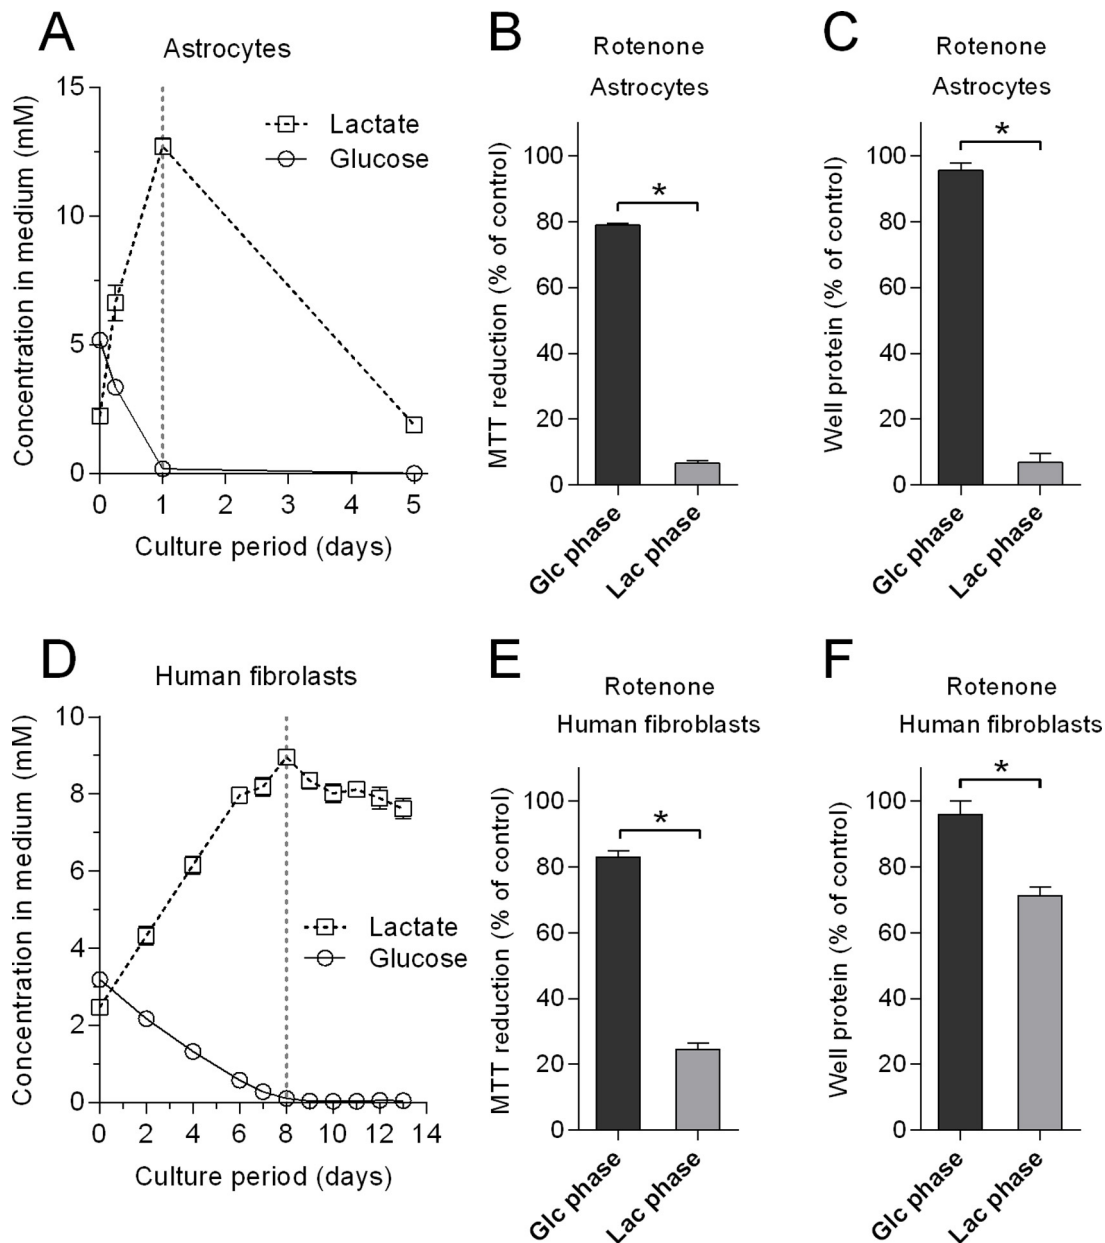 A
Astrocytes
Concentration in medium (mM)
15
10
5
0
Lactate
Glucose
0 1 2 3 4 5
Culture period (days)
B
Rotenone
Astrocytes
MTT reduction (% of control)
100
80
60
40
20
0
*
Glc phase
Lac phase
C
Rotenone
Astrocytes
Well protein (% of control)
100
80
60
40
20
0
*
Glc phase
Lac phase
D
Human fibrolasts
Concentration in medium (mM)
10
8
6
4
2
0
Lactate
Glucose
0 2 4 6 8 10 12 14
Culture period (days)
E
Rotenone
Human fibroblasts
MTT reduction (% of control)
100
80
60
40
20
0
*
Glc phase
Lac phase
F
Rotenone
Human fibroblasts
Well protein (% of control)
100
80
60
40
20
0
*
Glc phase
Lac phase